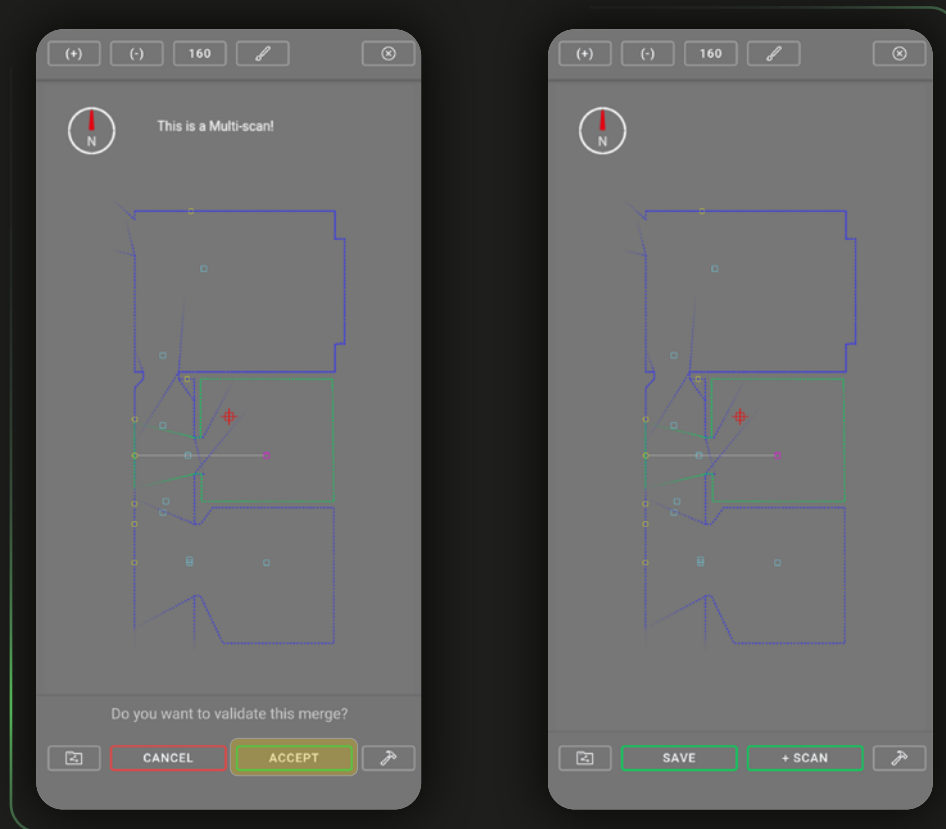 (+) (-) 160
N
This is a Multi-scan!
Do you want to validate this merge?
CANCEL ACCEPT
(+) (-) 160
N
SAVE + SCAN